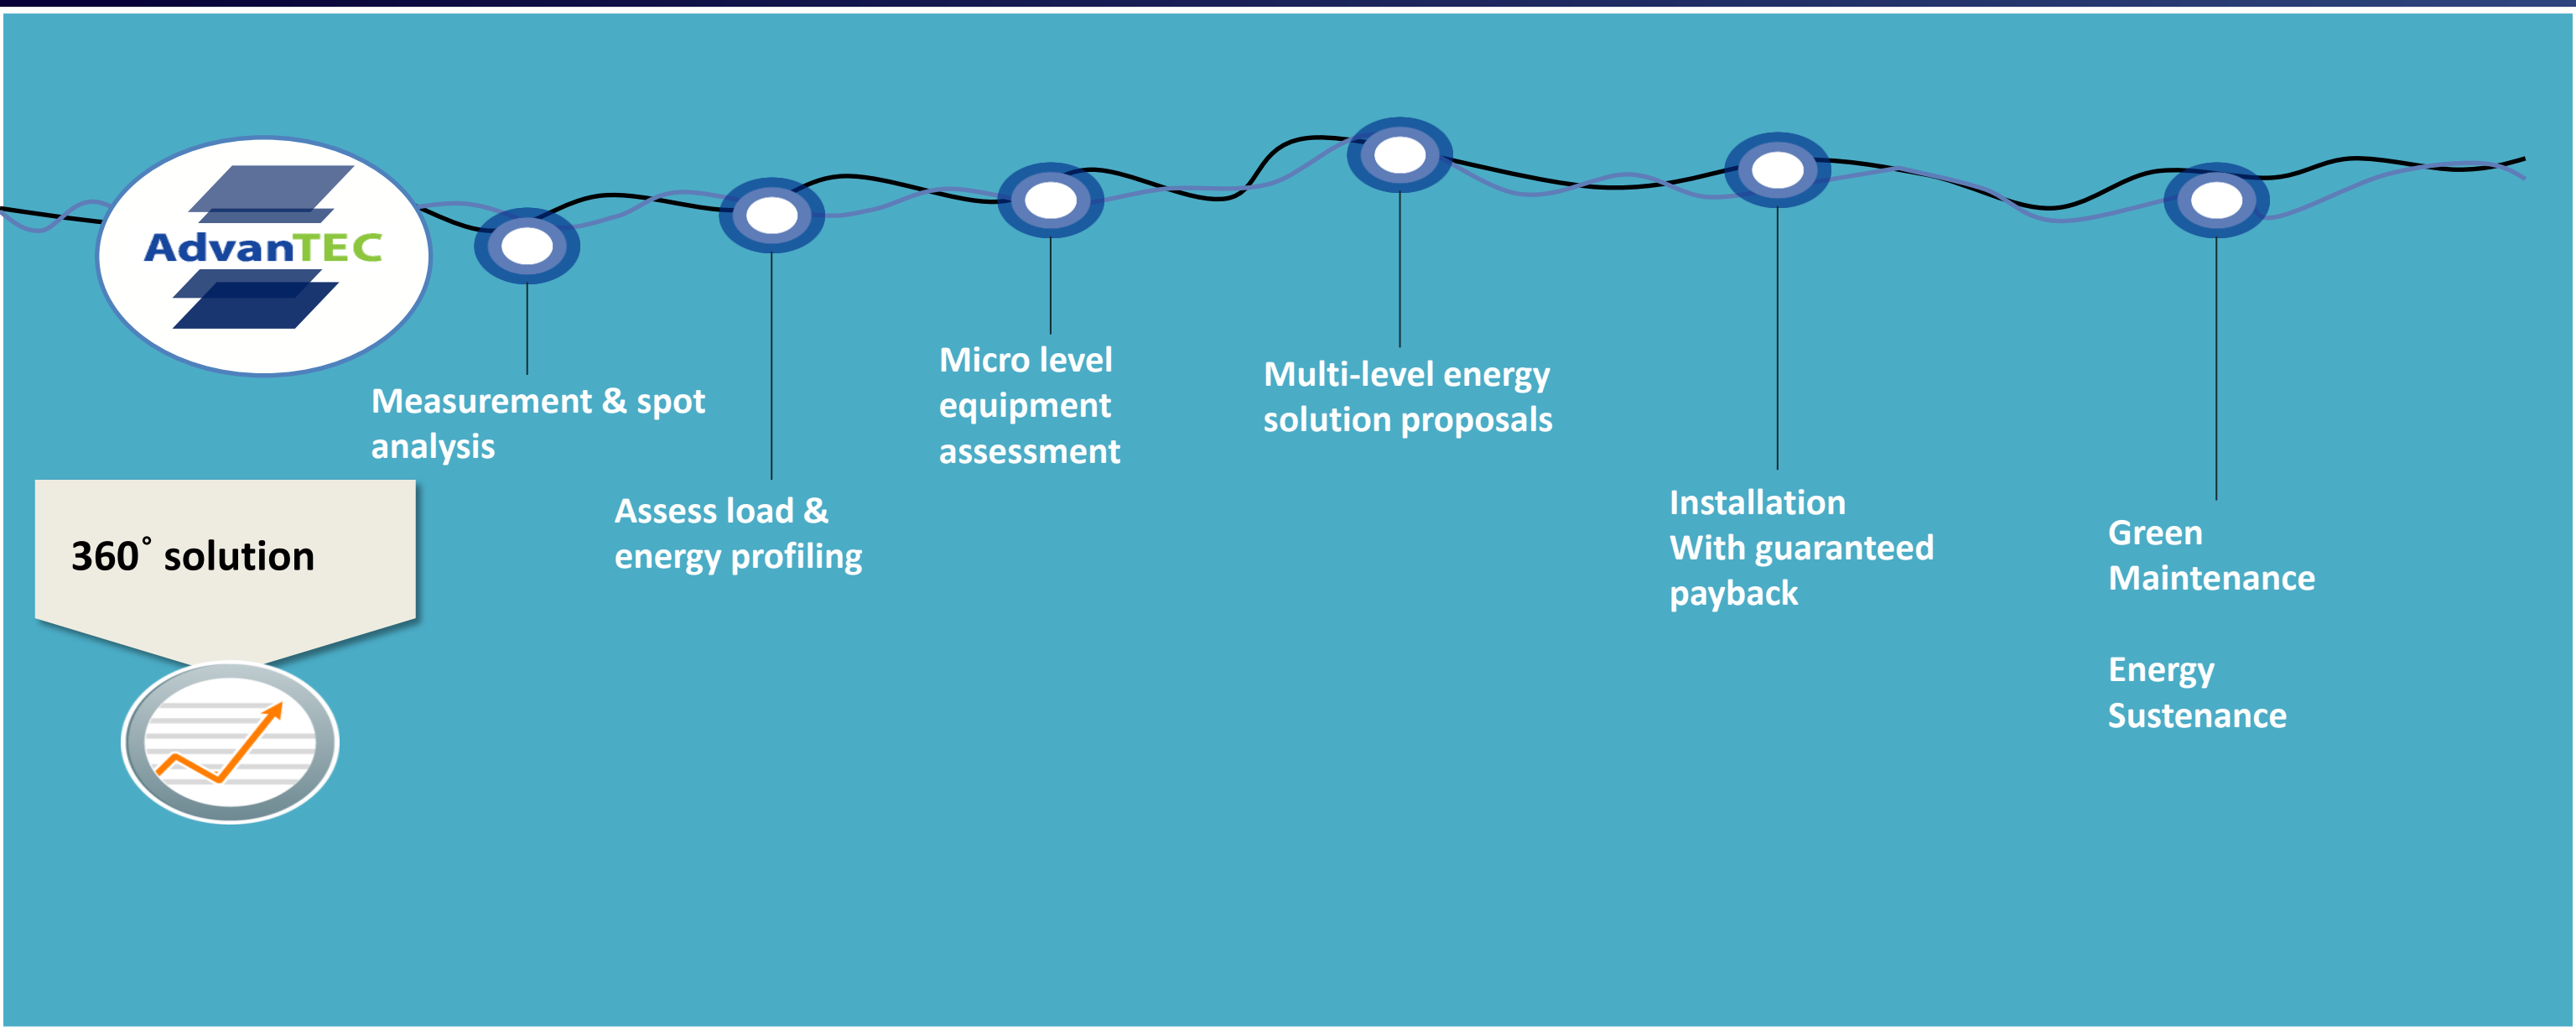 AdvanTEC
Measurement & spot
analysis
Assess load &
energy profiling
Micro level
equipment
assessment
Multi-level energy
solution proposals
Installation
With guaranteed
payback
Green
Maintenance
Energy
Sustenance
360˚ solution